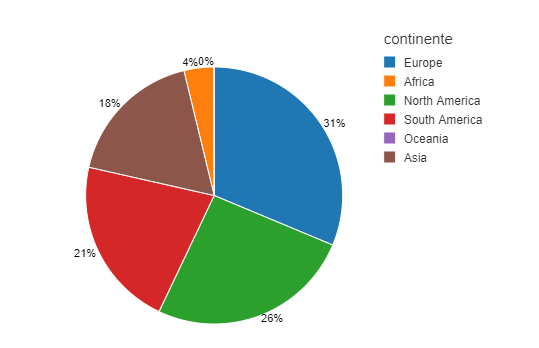 continente
Europe
Africa
North America
South America
Oceania
Asia
4%0%
18%
31%
21%
26%